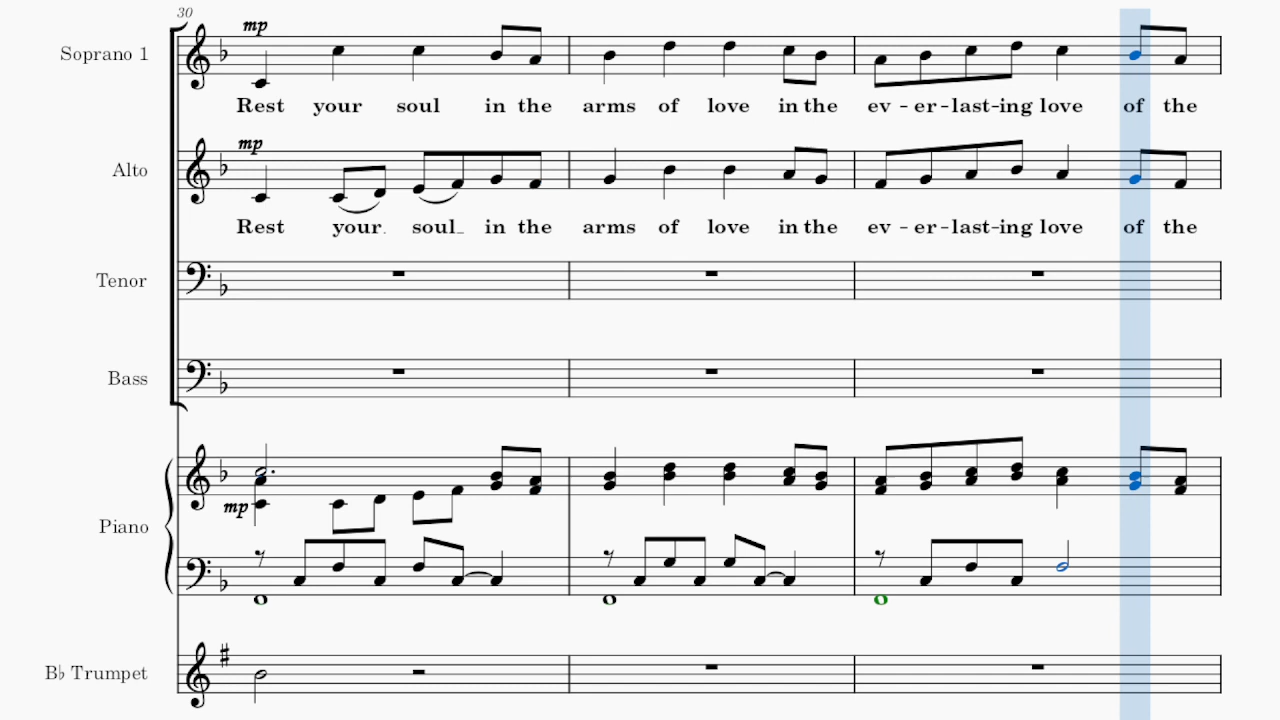 30
mp
Soprano 1
Rest your soul in the arms of love in the ev - er - last - ing love of the
mp
Alto
Rest your soul in the arms of love in the ev - er - last - ing love of the
Tenor
Bass
mp
Piano
B♭ Trumpet